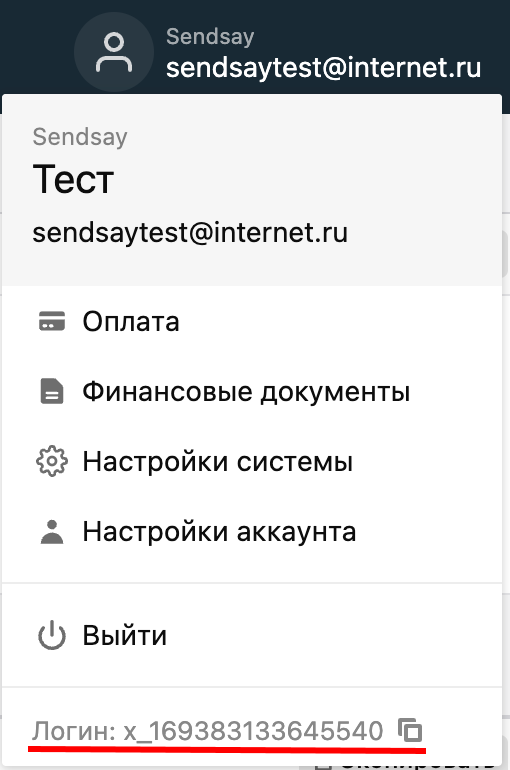 Sendsay
sendsaytest@internet.ru
Sendsay
Тест
sendsaytest@internet.ru
Оплата
Финансовые документы
Настройки системы
Настройки аккаунта
Выйти
Логин: x_169383133645540